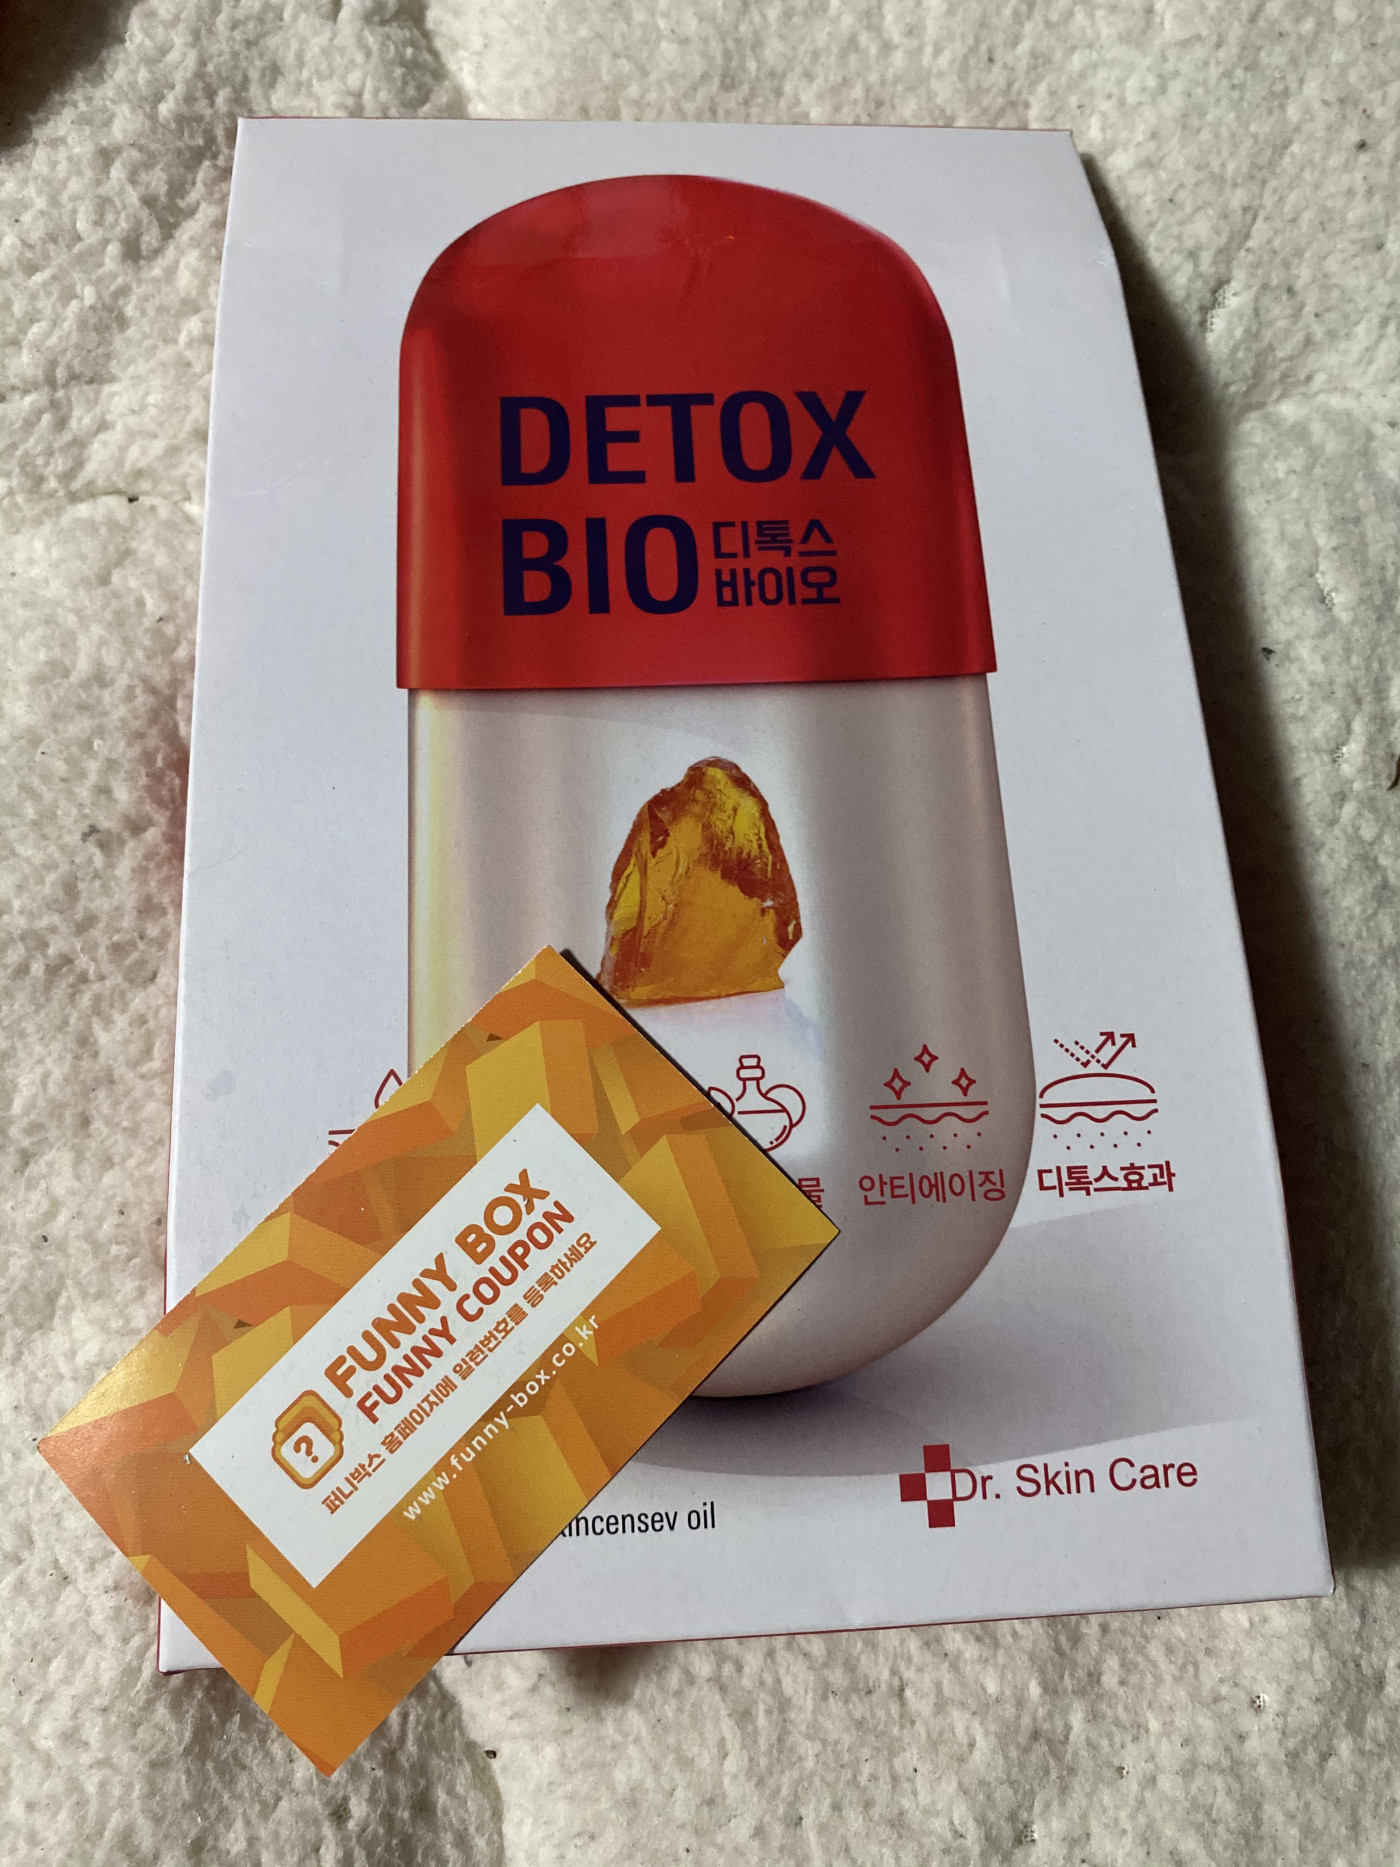 DETOX
BIO 디톡스
바이오
안티에이징
디톡스효과
FUNNY BOX
FUNNY COUPON
퍼니박스 홈페이지에 일련번호를 등록하세요
www.funny-box.co.kr
?
oil
Dr. Skin Care